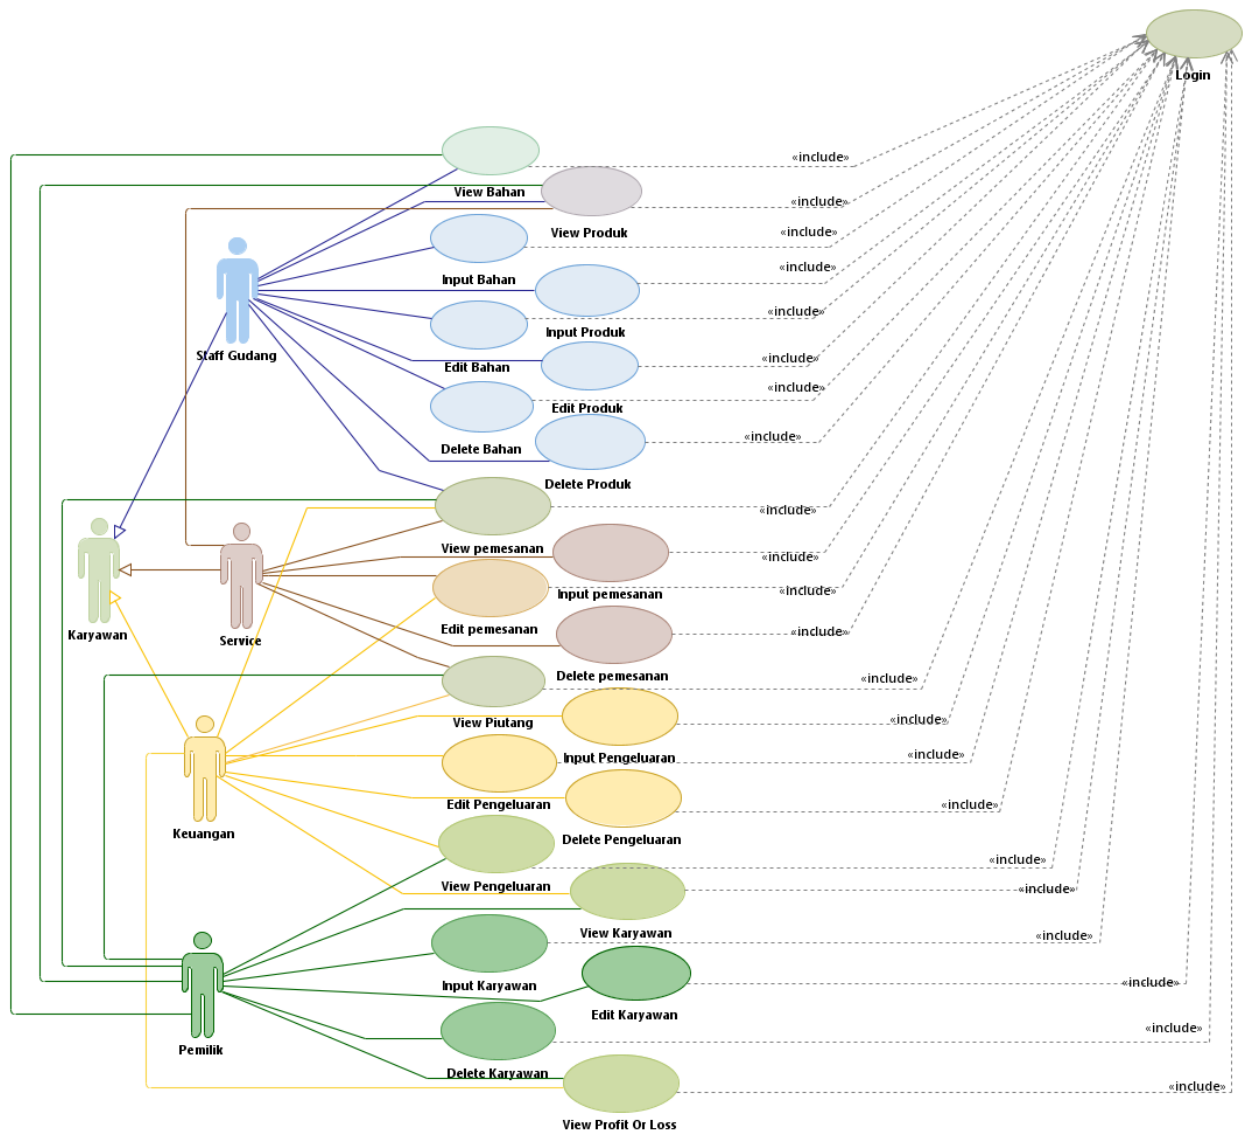 Login
«include»
View Bahan
«include»
View Produk
«include»
«include»
Input Bahan
«include»
Input Produk
Staff Gudang
«include»
Edit Bahan
«include»
Edit Produk
«include»
Delete Bahan
«include»
Delete Produk
«include»
View pemesanan
«include»
Input pemesanan
«include»
Edit pemesanan
«include»
Karyawan
Service
Delete pemesanan
«include»
View Piutang
«include»
Input Pengeluaran
«include»
Edit Pengeluaran
«include»
Keuangan
Delete Pengeluaran
«include»
View Pengeluaran
«include»
View Karyawan
«include»
Input Karyawan
«include»
Edit Karyawan
«include»
Pemilik
Delete Karyawan
«include»
View Profit Or Loss